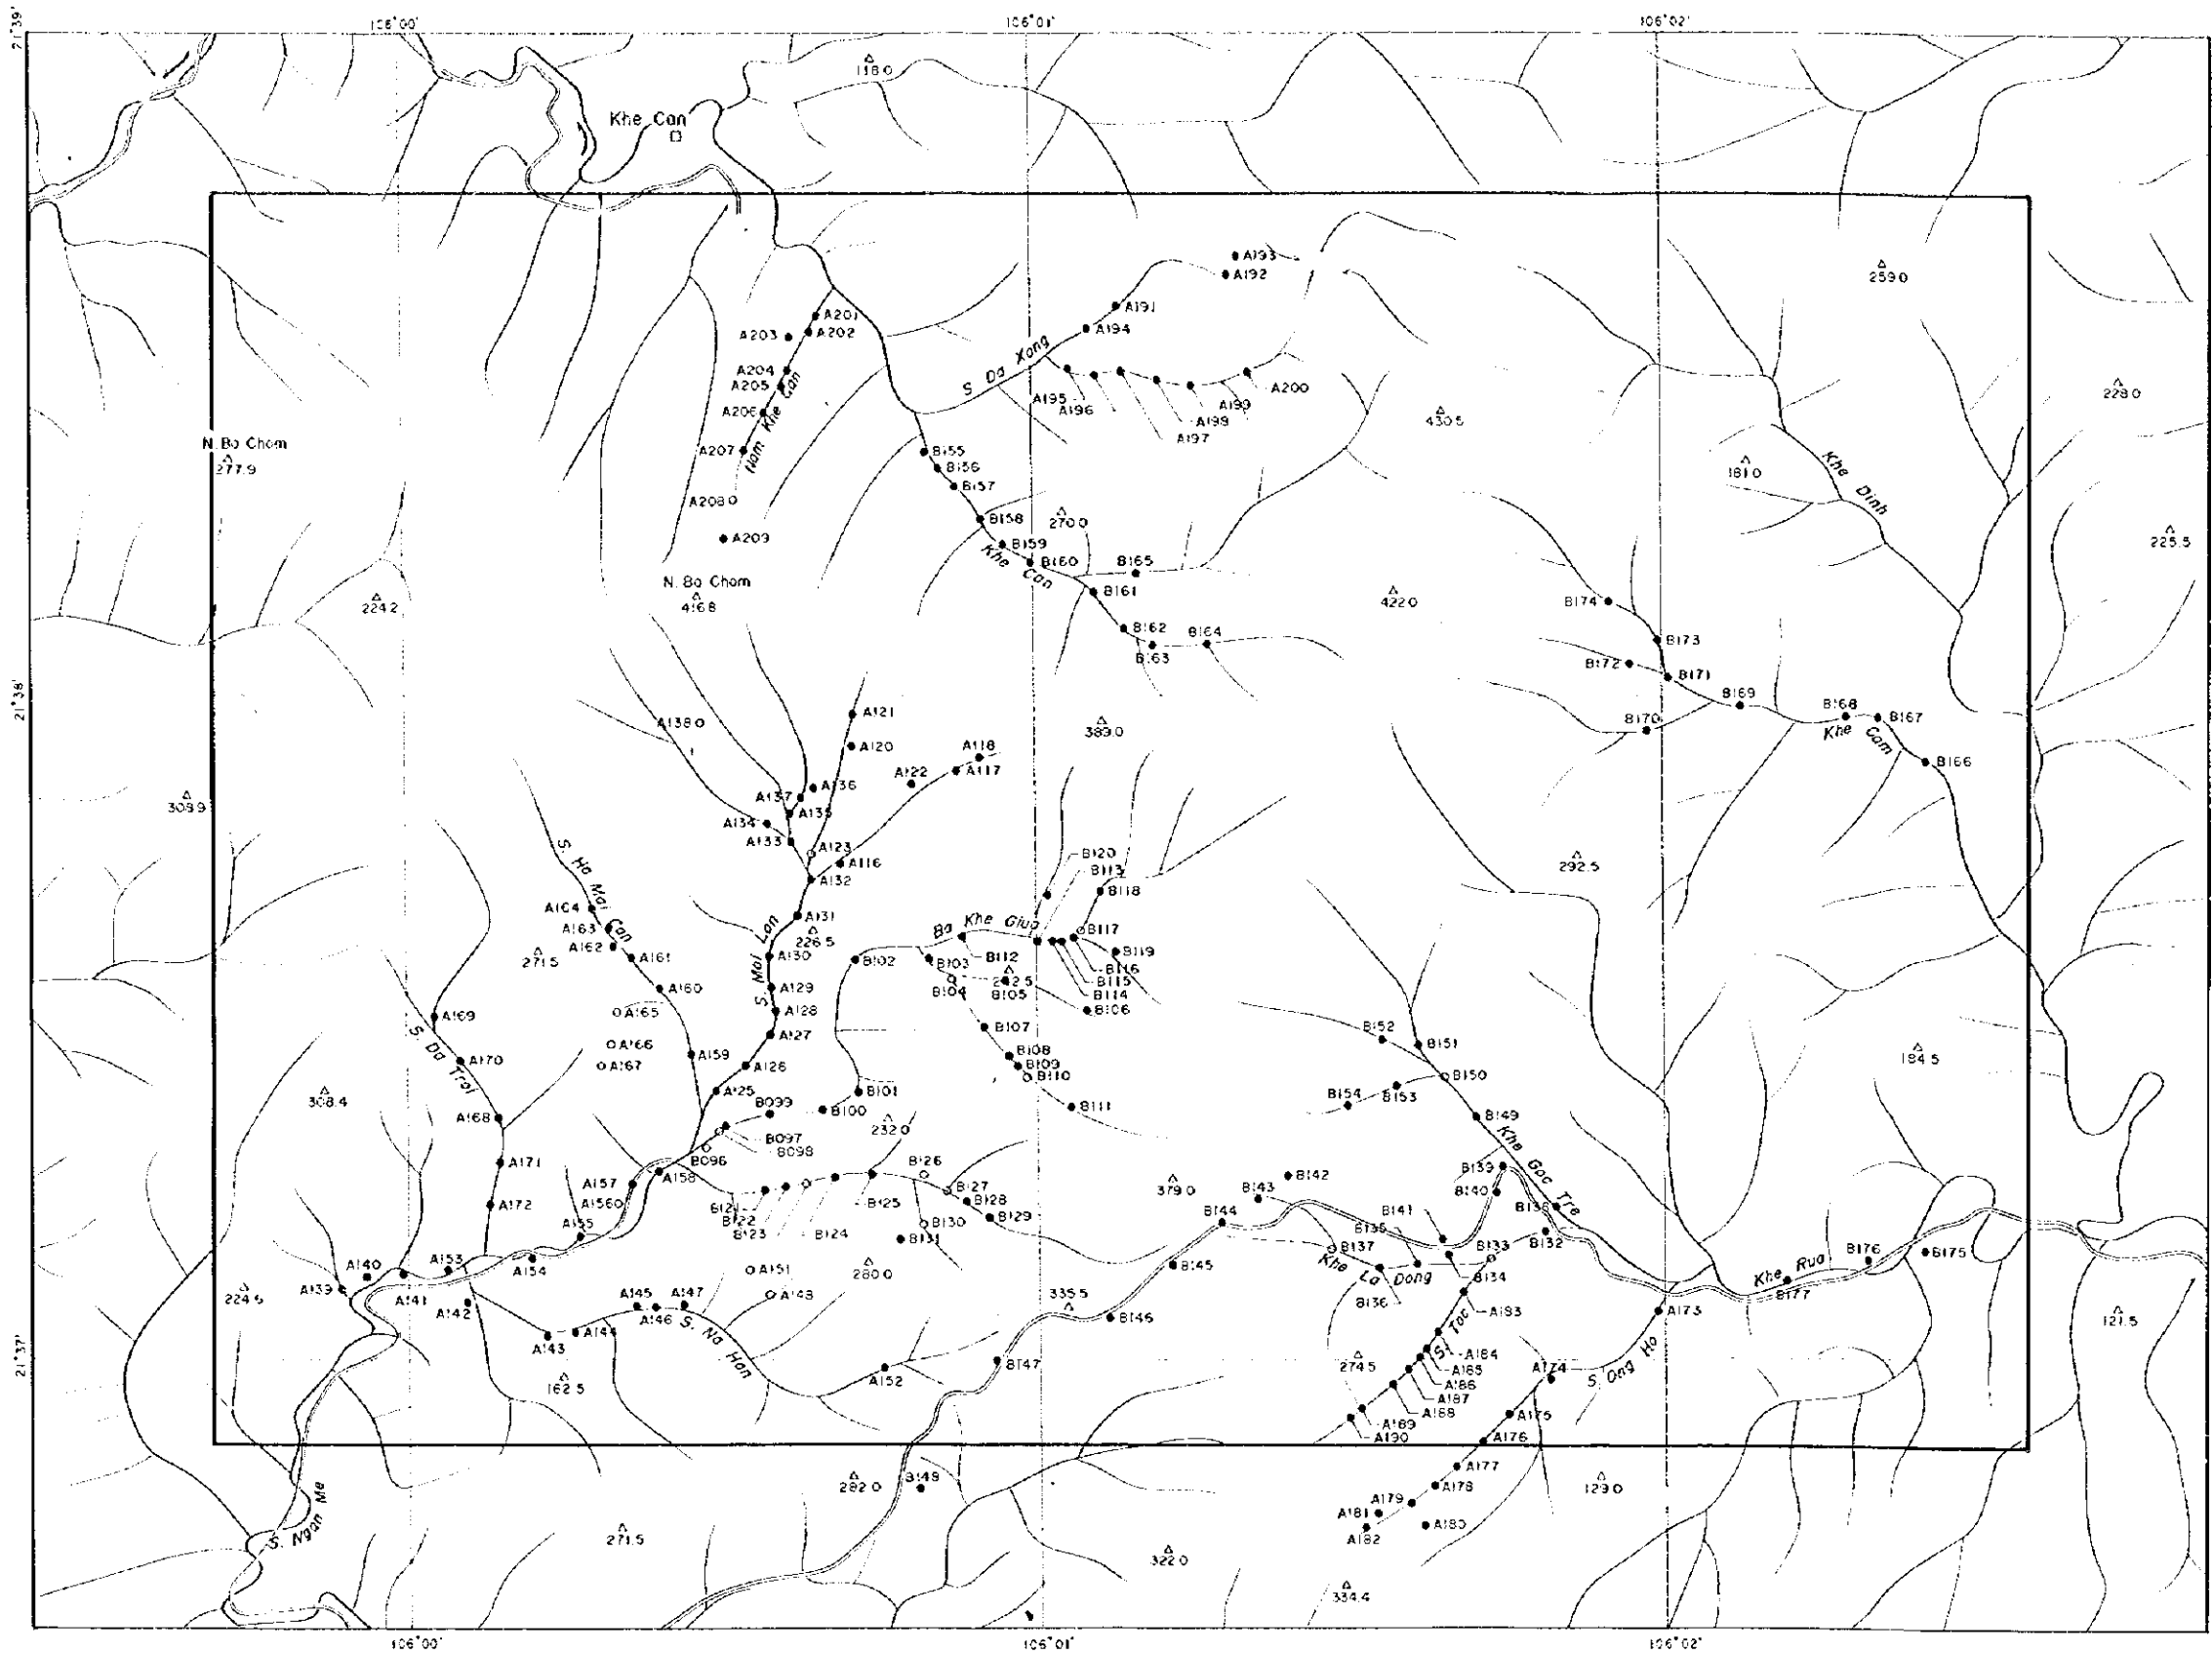 106°00'
106°01'
106°02'
21°39'
118.0
Khe Can
A193
A192
259.0
A191
A201
A203
A202
A194
S Da Xang
A204
A205
A195
A196
A200
A199
A198
A197
228.0
A206
Nam Khe Can
430.5
N. Ba Chom
277.9
A207
B155
B156
B157
181.0
Khe Dinh
A208
270.0
B158
A209
B159
B160
Khe Can
B165
225.5
N. Ba Chom
416.8
B161
224.2
422.0
B174
B162
B164
B163
B173
B172
B171
21°38'
A121
A138
389.0
B169
B170
B168
B167
Khe Cam
A120
A118
A117
A122
B166
308.9
A136
A137
A135
A134
A133
A123
A116
A132
B120
B113
B118
292.5
S. Ha Mai Can
A164
A163
A162
A161
271.5
A131
226.5
Ba Khe Giua
B117
B112
B119
A130
B102
B103
B104
B105
B116
B115
B114
B106
S. Mai Lan
A160
A129
A128
A165
A169
A127
B107
S. Da Trai
A166
A167
A170
A159
A126
B108
B109
B110
B152
B151
184.5
308.4
A125
B101
B150
B153
B154
B099
B100
B111
A168
B149
232.0
B097
B098
B096
Khe Gac Tre
A171
A158
B126
379.0
B142
B139
A157
B127
B143
B140
A172
A156
B121
B122
B123
B124
B125
B128
B129
B144
B138
A155
B130
B131
B141
B135
B132
A153
A154
B137
B133
B176
B175
A140
A151
280.0
Khe La Dong
B145
B134
Khe Rua
B177
224.6
A139
A141
A142
A145
A147
A148
335.5
B136
A183
A173
A146
B146
121.5
A143
A144
S. Na Han
S. Tac
S Ong Ho
21°37'
A152
B147
274.5
A184
A185
A186
A187
A188
A174
162.5
A189
A190
A175
A176
A177
282.0
B148
A178
129.0
A179
A181
A180
A182
S. Ngan Me
271.5
322.0
334.4
106°00'
106°01'
106°02'